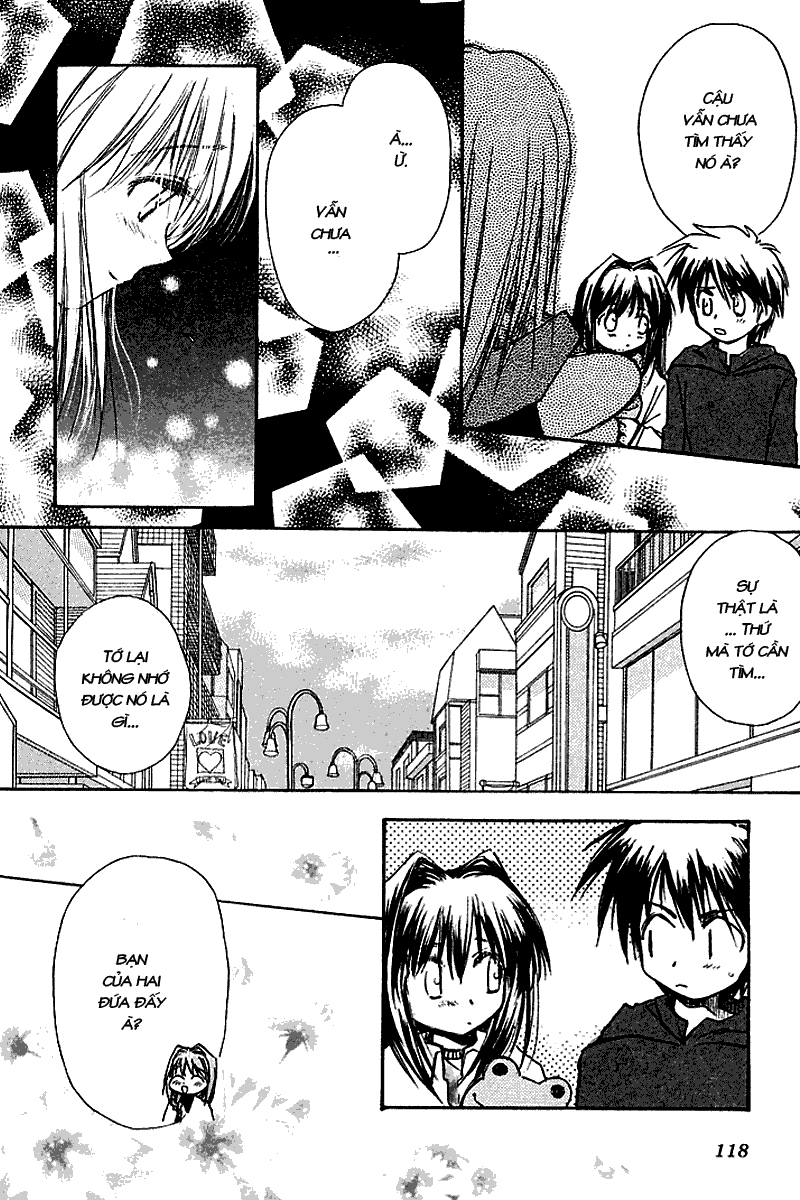 CẬU
VẪN CHƯA
TÌM THẤY
NÓ À?
À...
Ừ.
VẪN
CHƯA
...
SỰ
THẬT LÀ
... THỨ
MÀ TỚ CẦN
TÌM...
TỚ LẠI
KHÔNG NHỚ
ĐƯỢC NÓ LÀ
GÌ...
LOVE
BẠN
CỦA HAI
ĐỨA ĐẤY
À?
118